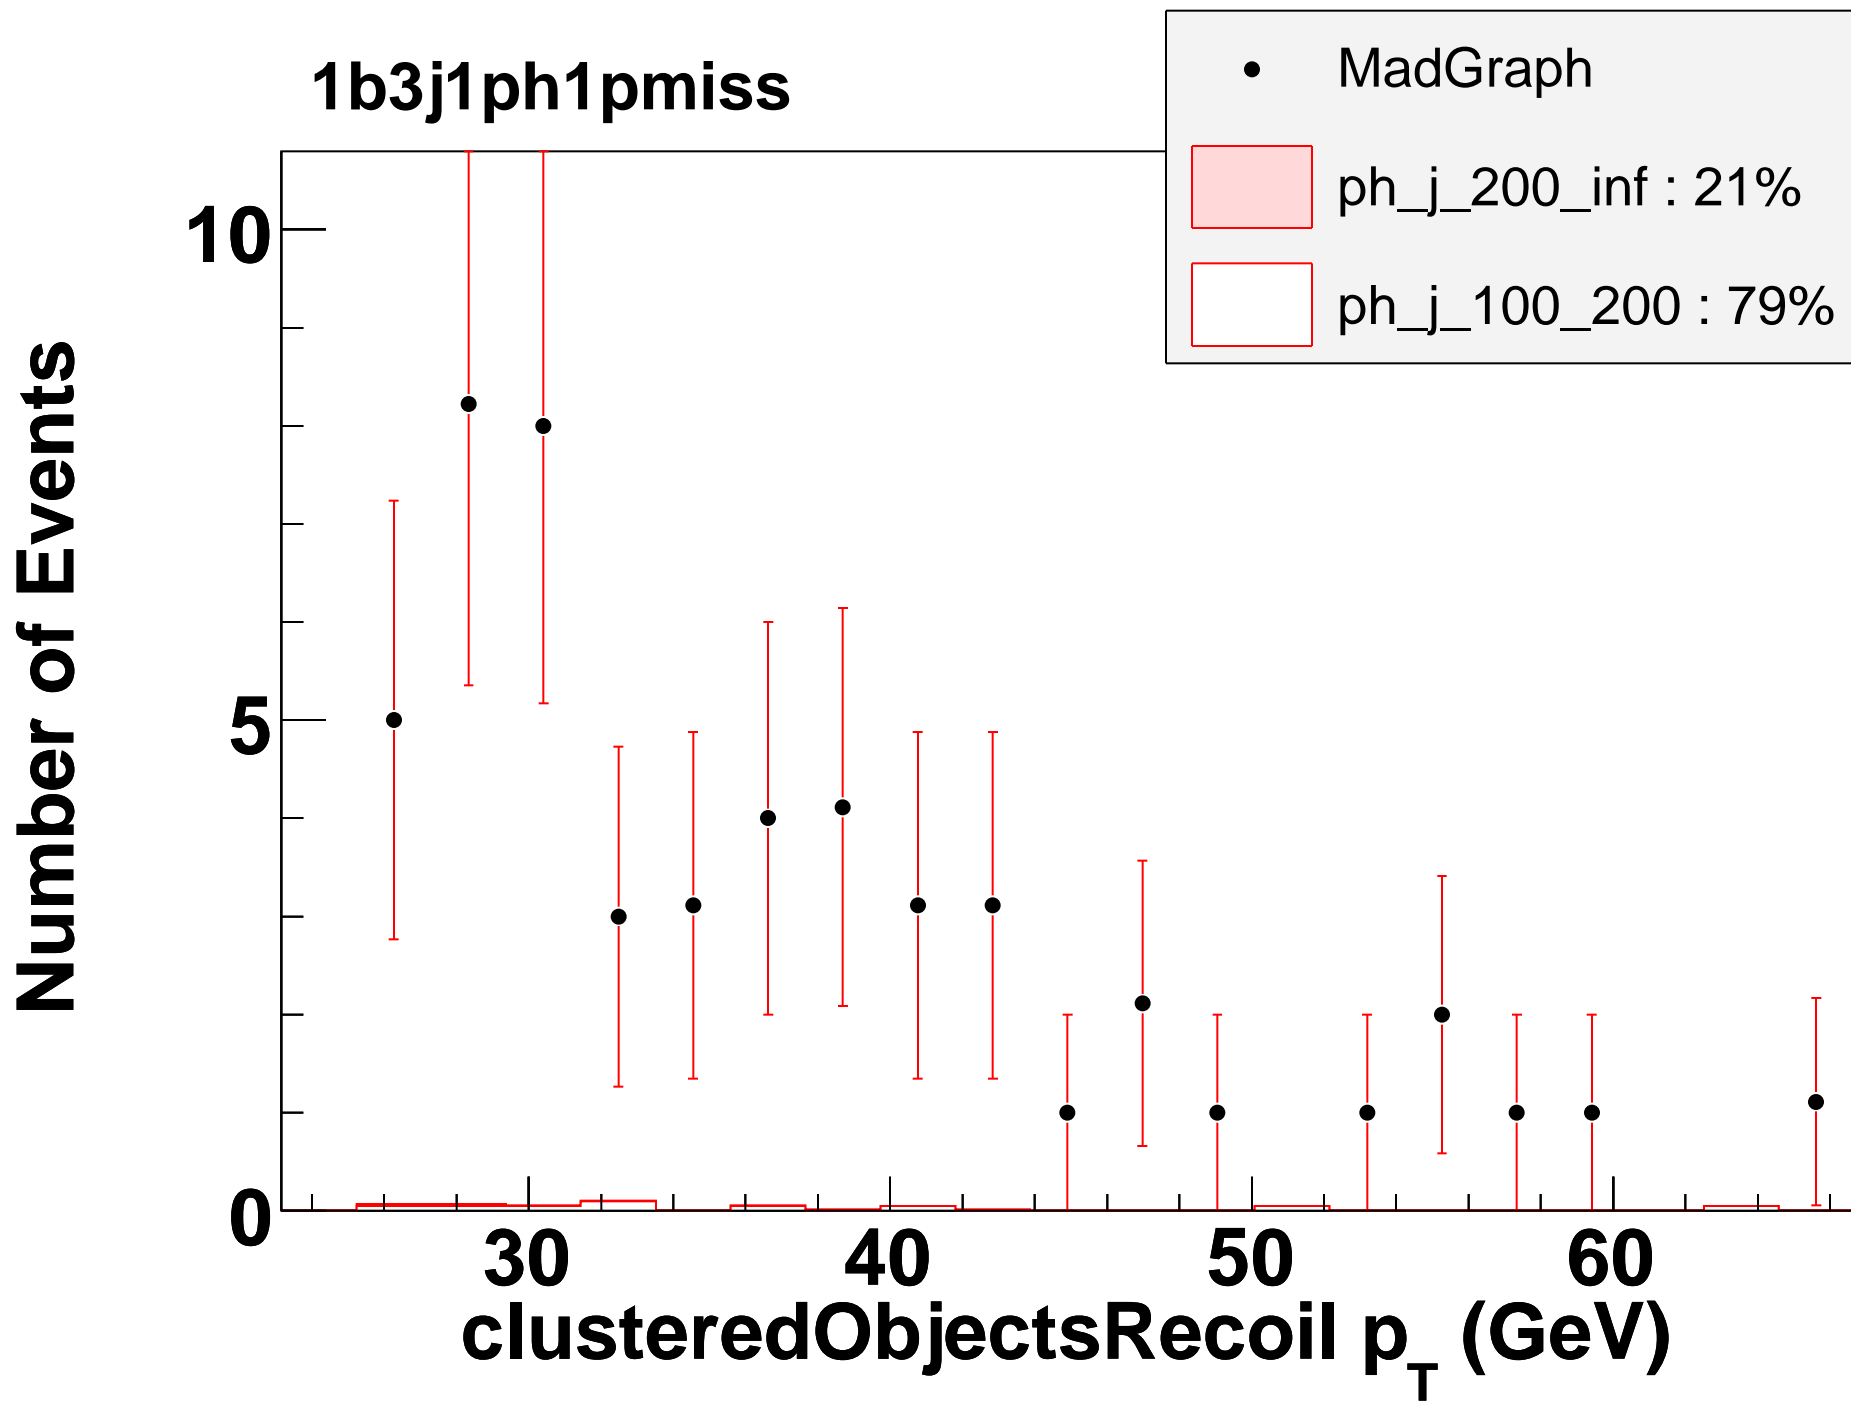 1b3j1ph1pmiss
MadGraph
ph_j_200_inf : 21%
ph_j_100_200 : 79%
Number of Events
10
5
0
30 40 50 60
clusteredObjectsRecoil p_T (GeV)